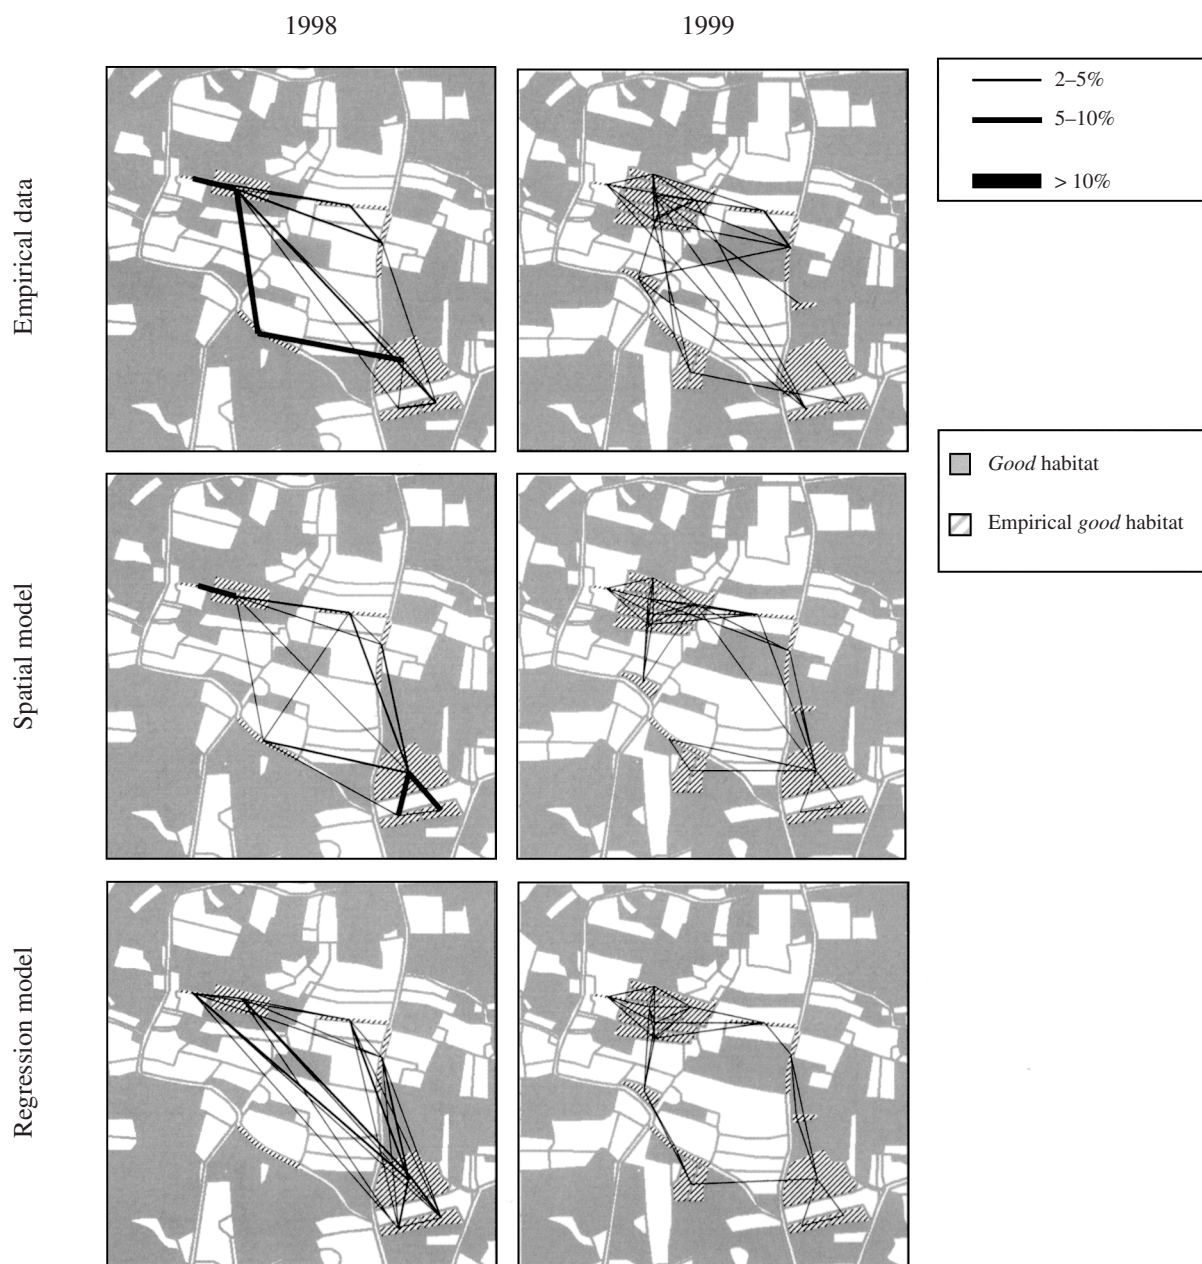 1998
1999
2–5%
5–10%
> 10%
Empirical data
Good habitat
Empirical good habitat
Spatial model
Regression model